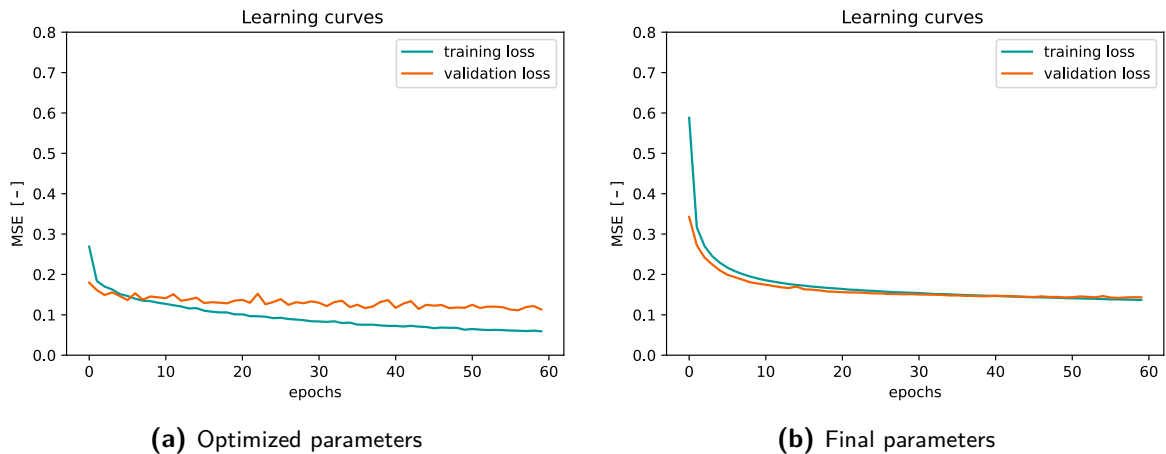 Learning curves
0.8
0.7
0.6
0.5
0.4
0.3
0.2
0.1
0.0
MSE [-]
training loss
validation loss
0 10 20 30 40 50 60
epochs
(a) Optimized parameters
Learning curves
0.8
0.7
0.6
0.5
0.4
0.3
0.2
0.1
0.0
MSE [-]
training loss
validation loss
0 10 20 30 40 50 60
epochs
(b) Final parameters